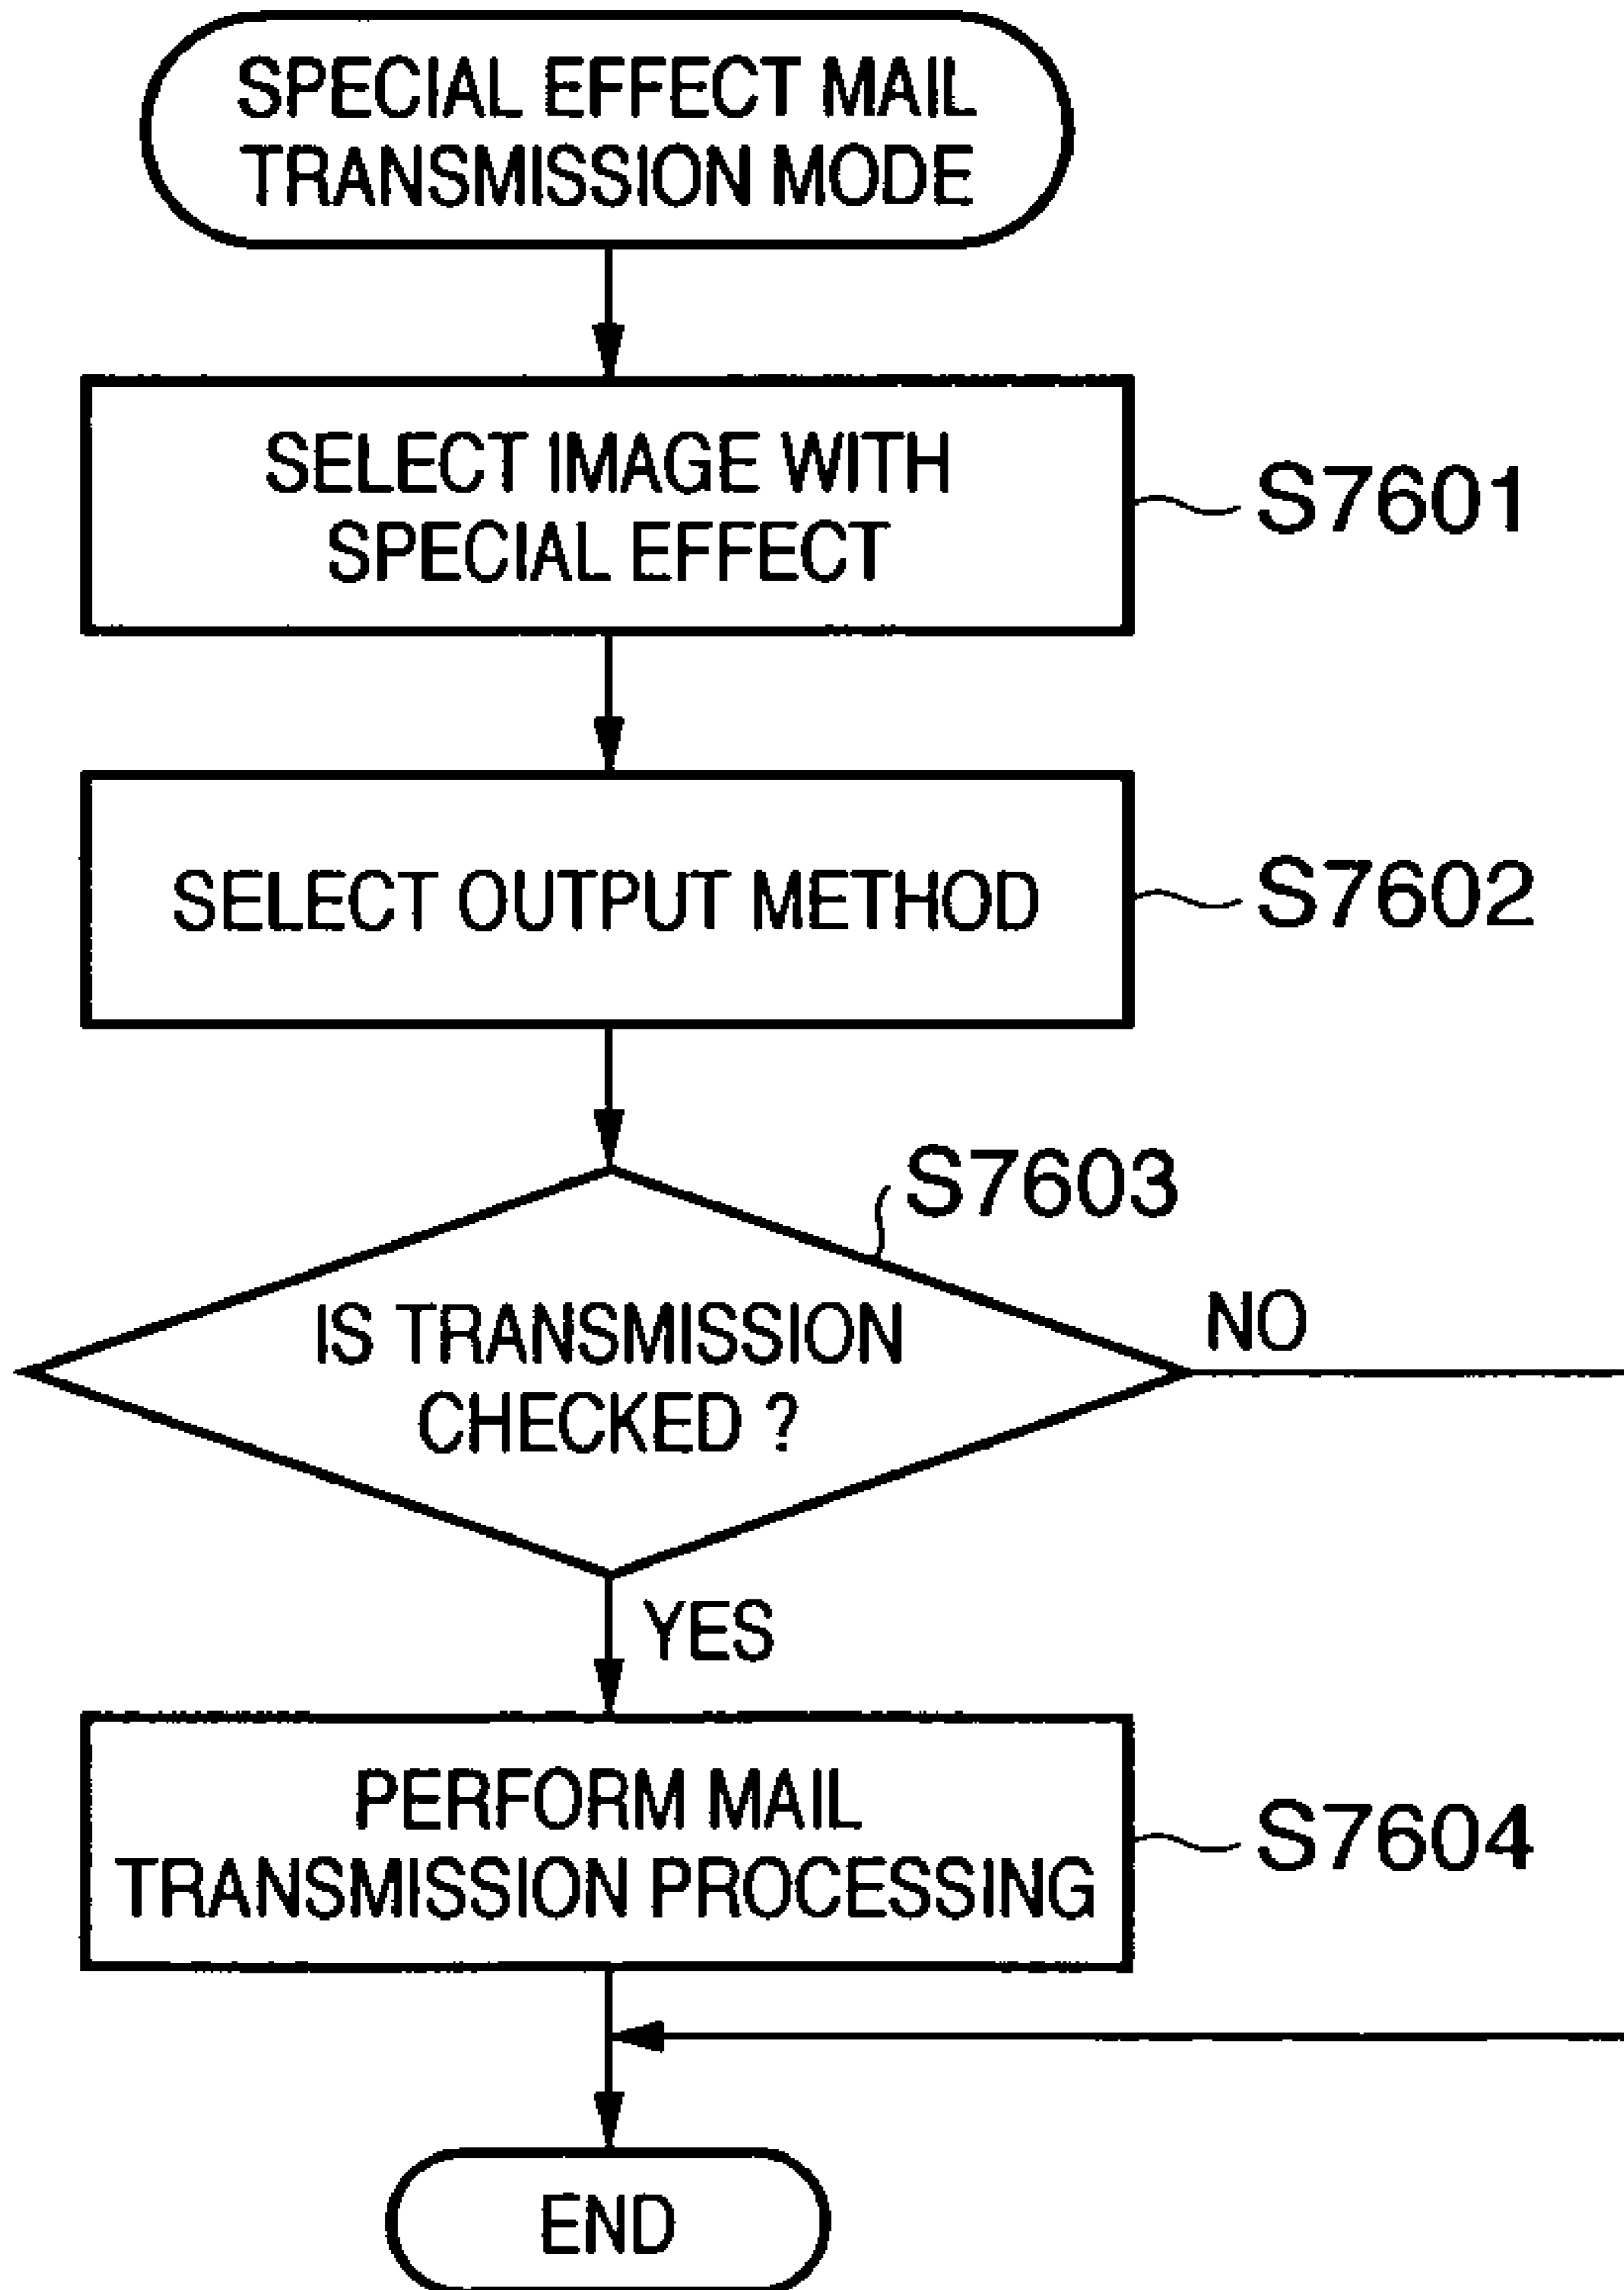 SPECIAL EFFECT MAIL
TRANSMISSION MODE
SELECT IMAGE WITH
SPECIAL EFFECT
S7601
SELECT OUTPUT METHOD
S7602
S7603
IS TRANSMISSION
CHECKED ?
NO
YES
PERFORM MAIL
TRANSMISSION PROCESSING
S7604
END